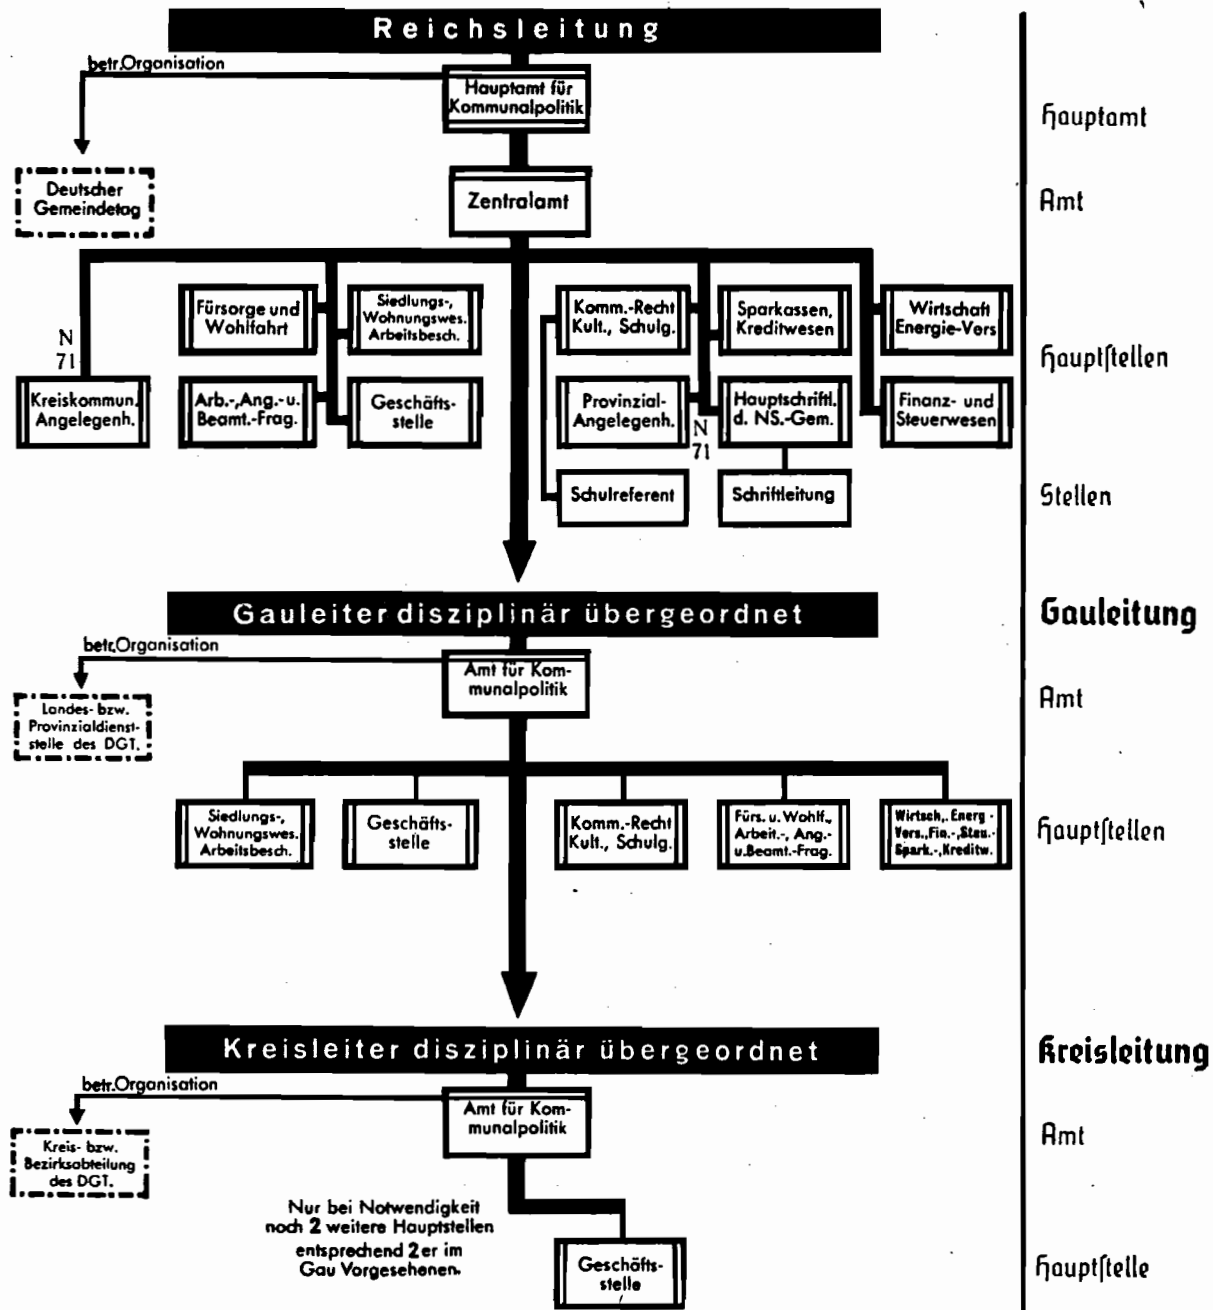 Reichsleitung
betr.Organisation
Hauptamt für
Kommunalpolitik
Hauptamt
Deutscher
Gemeindetag
Zentralamt
Amt
N
71
Kreiskommun.
Angelegenh.
Fürsorge und
Wohlfahrt
Siedlungs-,
Wohnungswes.
Arbeitsbesch.
Komm.-Recht
Kult., Schulg.
Sparkassen,
Kreditwesen
Wirtschaft
Energie-Vers
Hauptſtellen
Arb.-,Ang.-u.
Beamt.-Frag.
Geschäfts-
stelle
Provinzial-
Angelegenh.
N
71
Hauptschriftl.
d. NS.-Gem.
Finanz- und
Steuerwesen
Schulreferent
Schriftleitung
Stellen
Gauleiter disziplinär übergeordnet
Gauleitung
betr.Organisation
Amt für Kom-
munalpolitik
Amt
Landes- bzw.
Provinzialdienst-
stelle des DGT.
Siedlungs-,
Wohnungswes.
Arbeitsbesch.
Geschäfts-
stelle
Komm.-Recht
Kult., Schulg.
Fürs. u. Wohlf.,
Arbeit.-, Ang.-
u.Beamt.-Frag.
Wirtsch,. Energ -
Vers.,Fin.-,Steu.-
Spark.-,Kreditw.
Hauptſtellen
Kreisleiter disziplinär übergeordnet
Kreisleitung
betr.Organisation
Amt für Kom-
munalpolitik
Amt
Kreis- bzw.
Bezirksabteilung
des DGT.
Nur bei Notwendigkeit
noch 2 weitere Hauptstellen
entsprechend 2er im
Gau Vorgesehenen.
Geschäfts-
stelle
Hauptſtelle